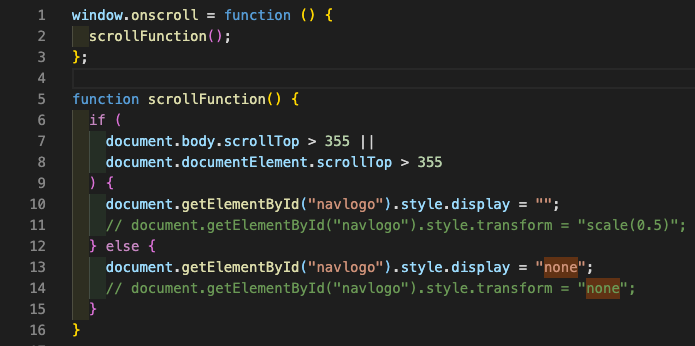 1 window.onscroll = function () {
2 scrollFunction();
3 };
4
5 function scrollFunction() {
6 if (
7 document.body.scrollTop > 355 ||
8 document.documentElement.scrollTop > 355
9 ) {
10 document.getElementById("navlogo").style.display = "";
11 // document.getElementById("navlogo").style.transform = "scale(0.5)";
12 } else {
13 document.getElementById("navlogo").style.display = "none";
14 // document.getElementById("navlogo").style.transform = "none";
15 }
16 }